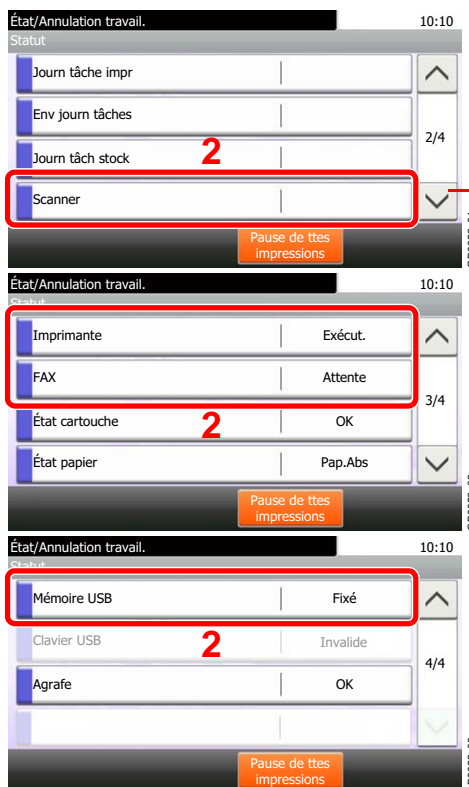 État/Annulation travail. 10:10
Statut
Journ tâche impr
Env journ tâches
2/4
Journ tâch stock 2
Scanner
Pause de ttes
impressions
État/Annulation travail. 10:10
Statut
Imprimante Exécut.
FAX Attente
3/4
État cartouche 2 OK
État papier Pap.Abs
Pause de ttes
impressions
État/Annulation travail. 10:10
Statut
Mémoire USB Fixé
Clavier USB 2 Invalide
4/4
Agrafe OK
Pause de ttes
impressions